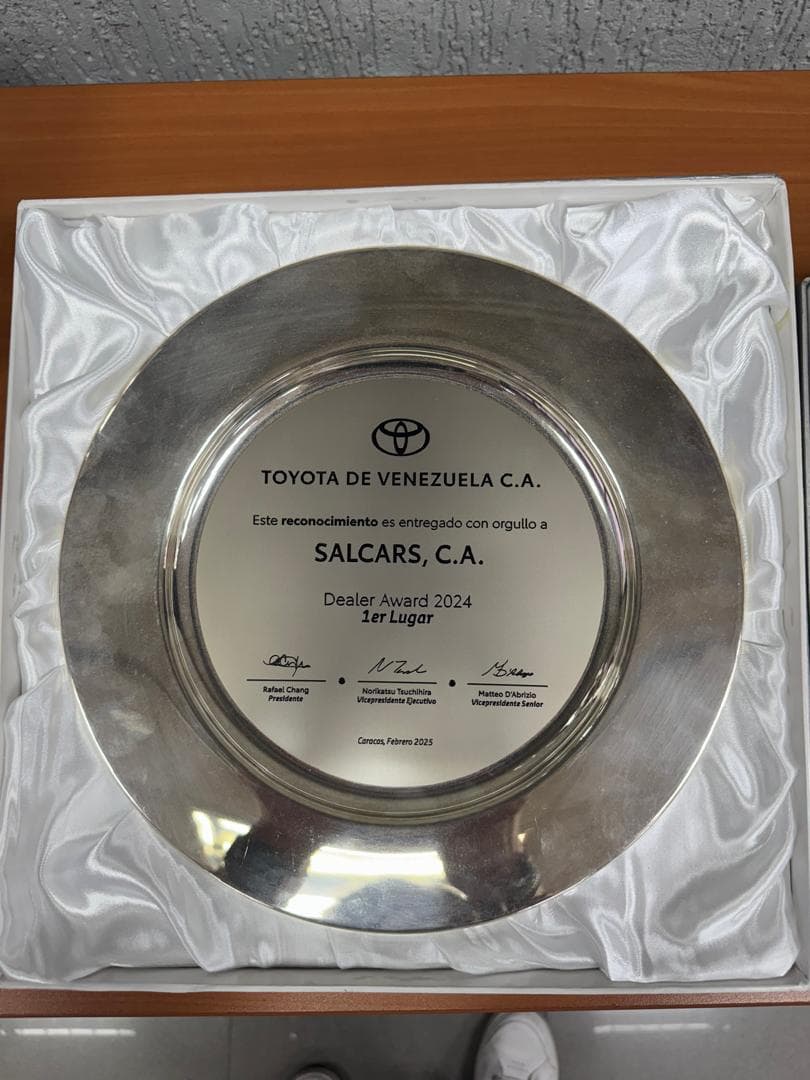 TOYOTA DE VENEZUELA C.A.
Este reconocimiento es entregado con orgullo a
SALCARS, C.A.
Dealer Award 2024
1er Lugar
Rafael Chang
Presidente
Norikatsu Tsuchihira
Vicepresidente Ejecutivo
Matteo D'Abrizio
Vicepresidente Senior
Caracas, Febrero 2025